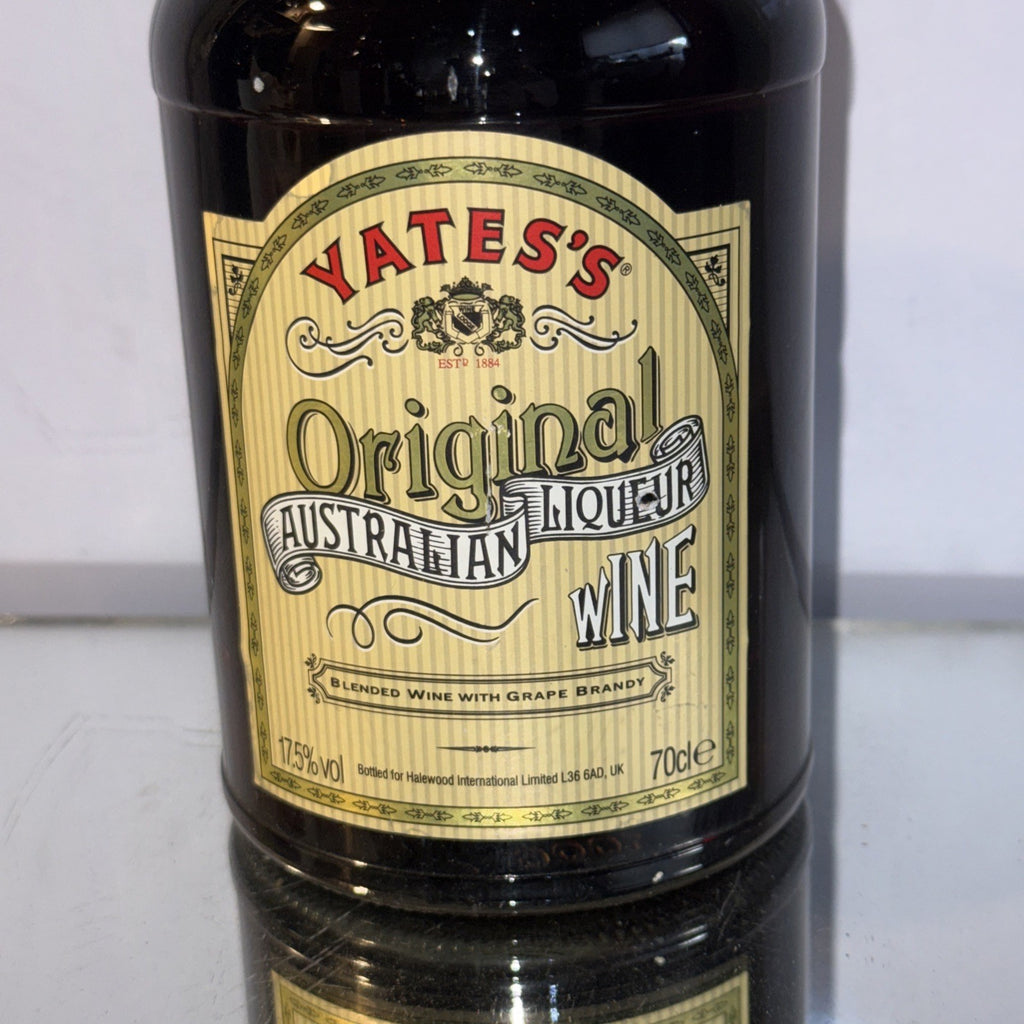 YATES'S®
ESTD 1884
Original
AUSTRALIAN LIQUEUR
WINE
BLENDED WINE WITH GRAPE BRANDY
17.5% vol
Bottled for Halewood International Limited L36 6AD, UK
70cl e